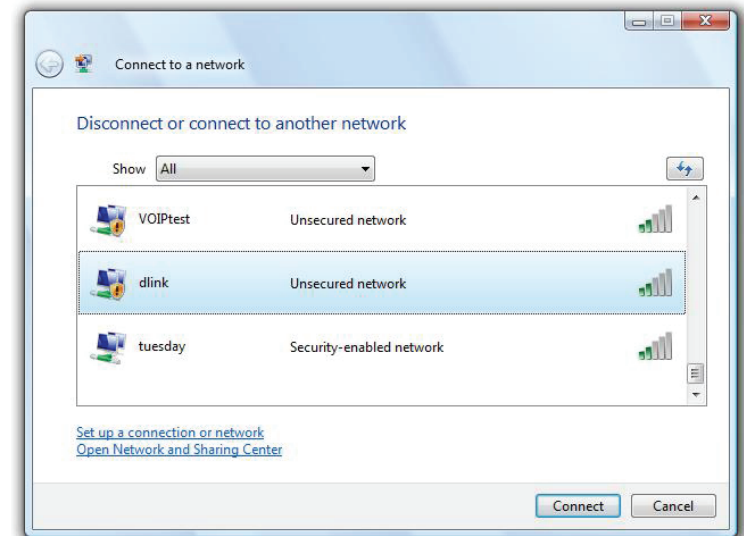 Connect to a network
Disconnect or connect to another network
Show All
VOIPtest Unsecured network
dlink Unsecured network
tuesday Security-enabled network
Set up a connection or network
Open Network and Sharing Center
Connect Cancel